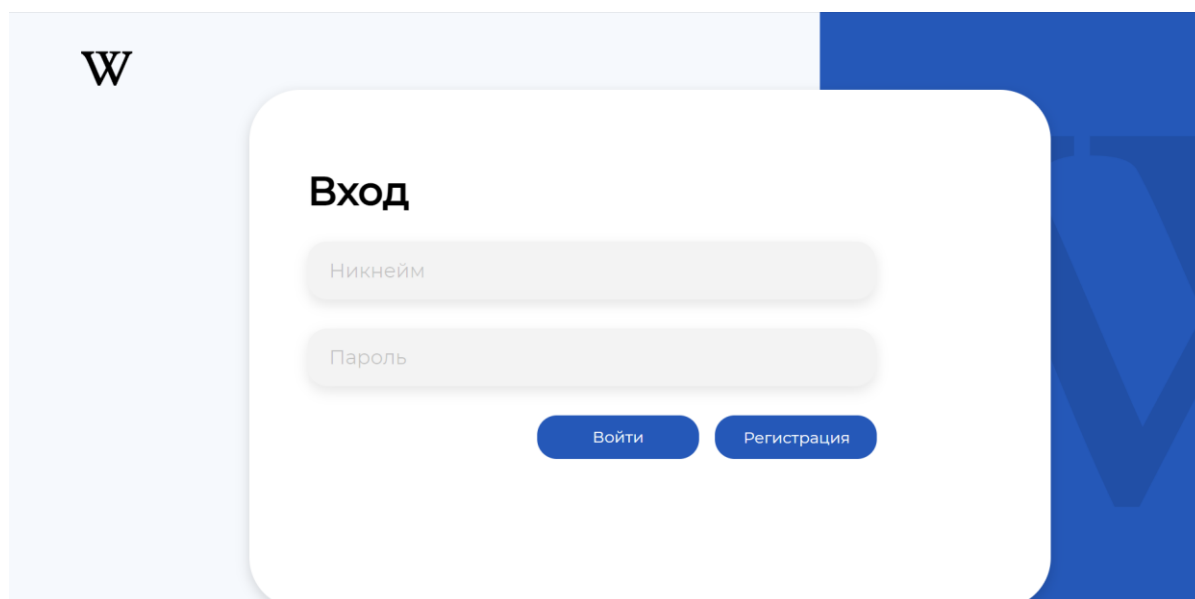 W
Вход
Никнейм
Пароль
Войти
Регистрация
W